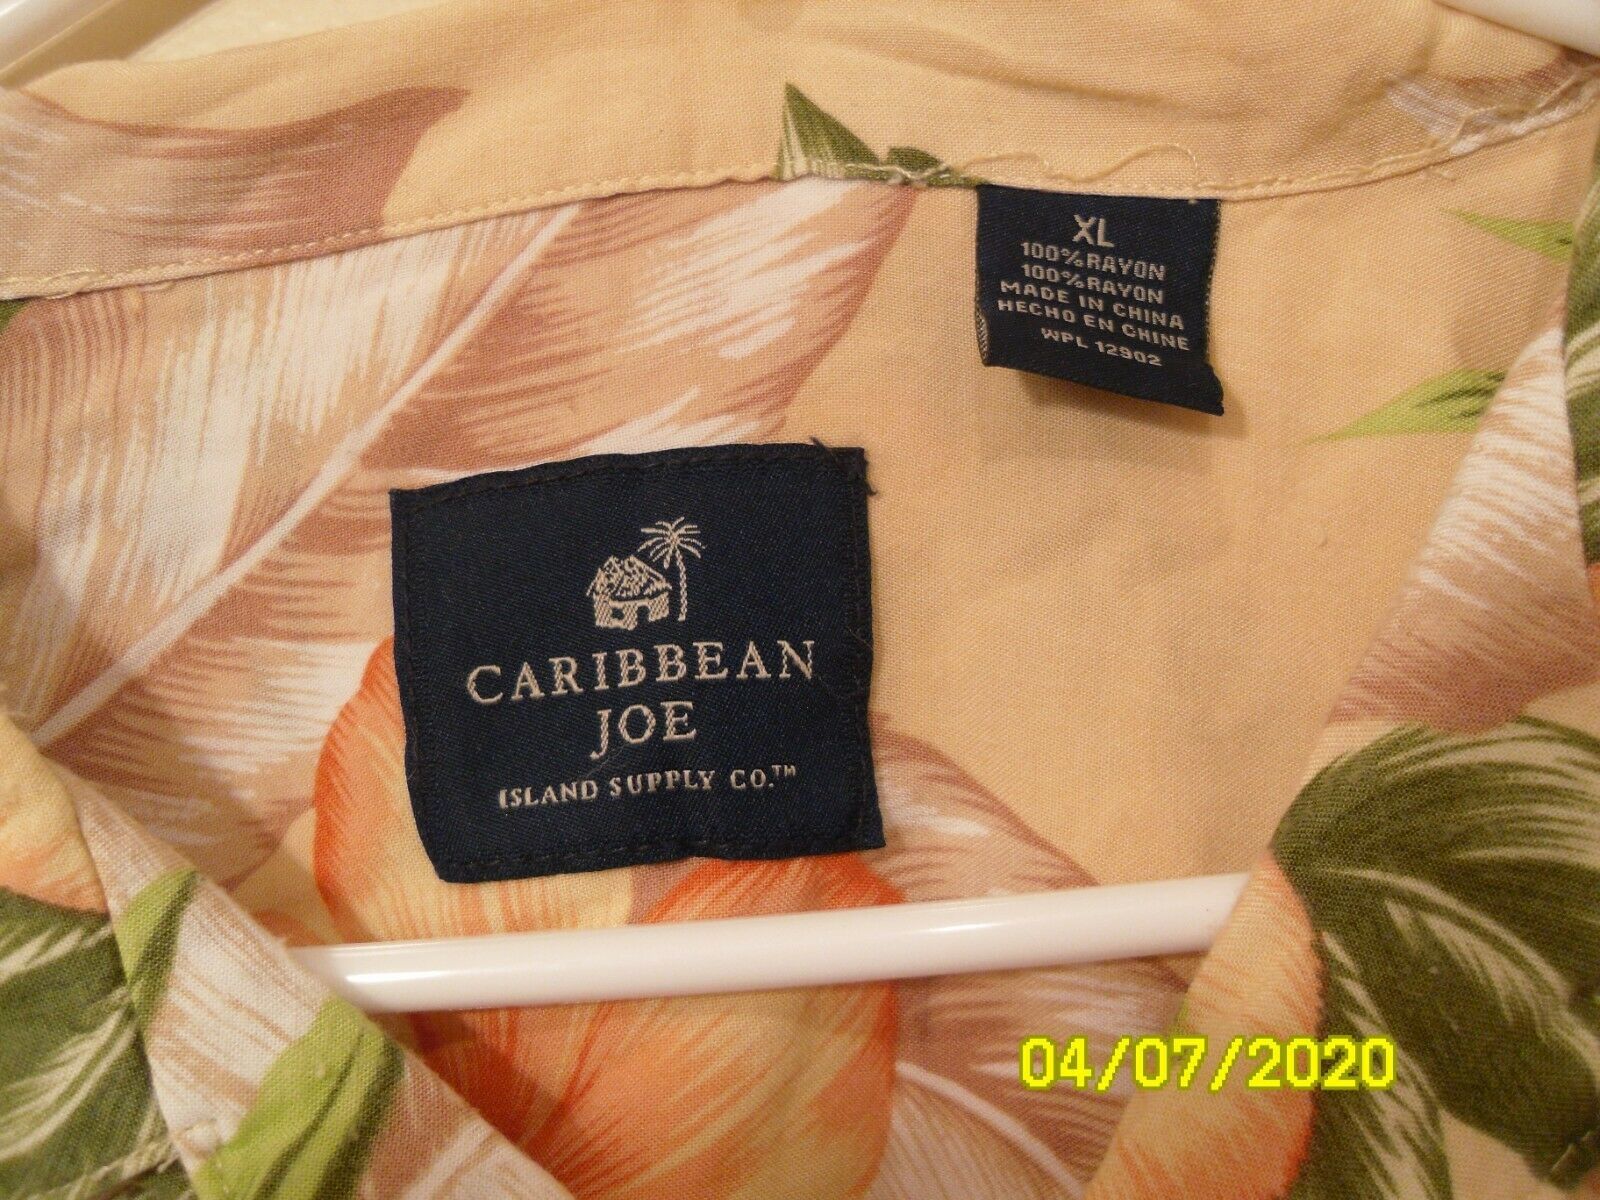 XL
100% RAYON
100% RAYON
MADE IN CHINA
HECHO EN CHINE
WPL 12902
CARIBBEAN
JOE
ISLAND SUPPLY CO.™
04/07/2020